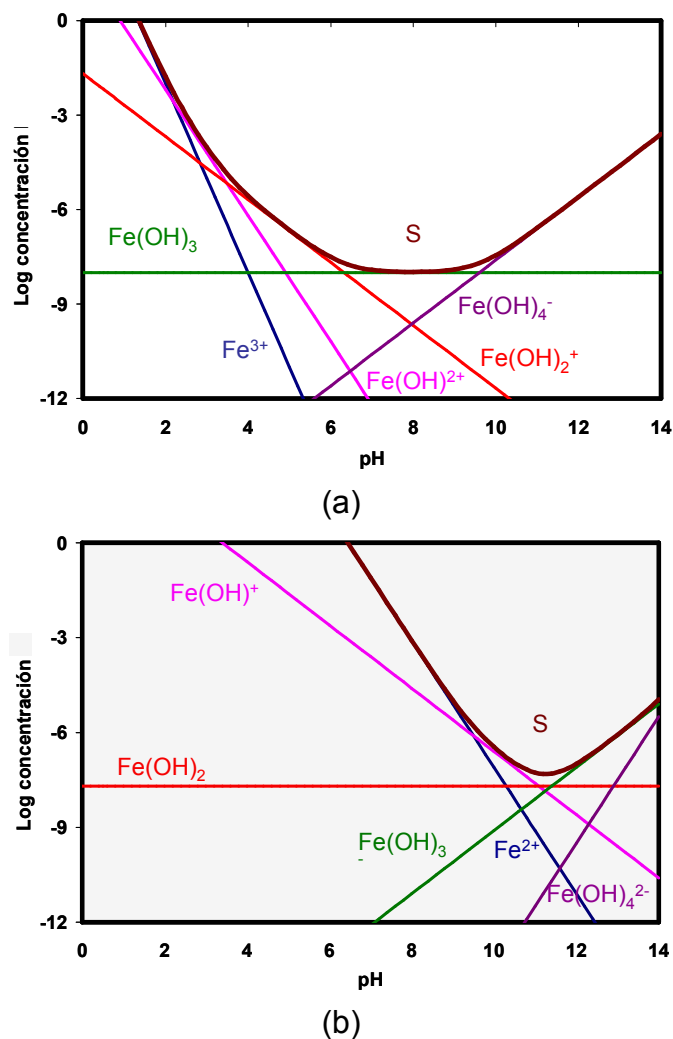 0
-3
-6
-9
-12
Log concentración
Fe(OH)₃
S
Fe³⁺
Fe(OH)²⁺
Fe(OH)₂⁺
Fe(OH)₄⁻
0 2 4 6 8 10 12 14
pH
(a)
0
-3
-6
-9
-12
Log concentración
Fe(OH)⁺
S
Fe(OH)₂
Fe(OH)₃
-
Fe²⁺
Fe(OH)₄²⁻
0 2 4 6 8 10 12 14
pH
(b)